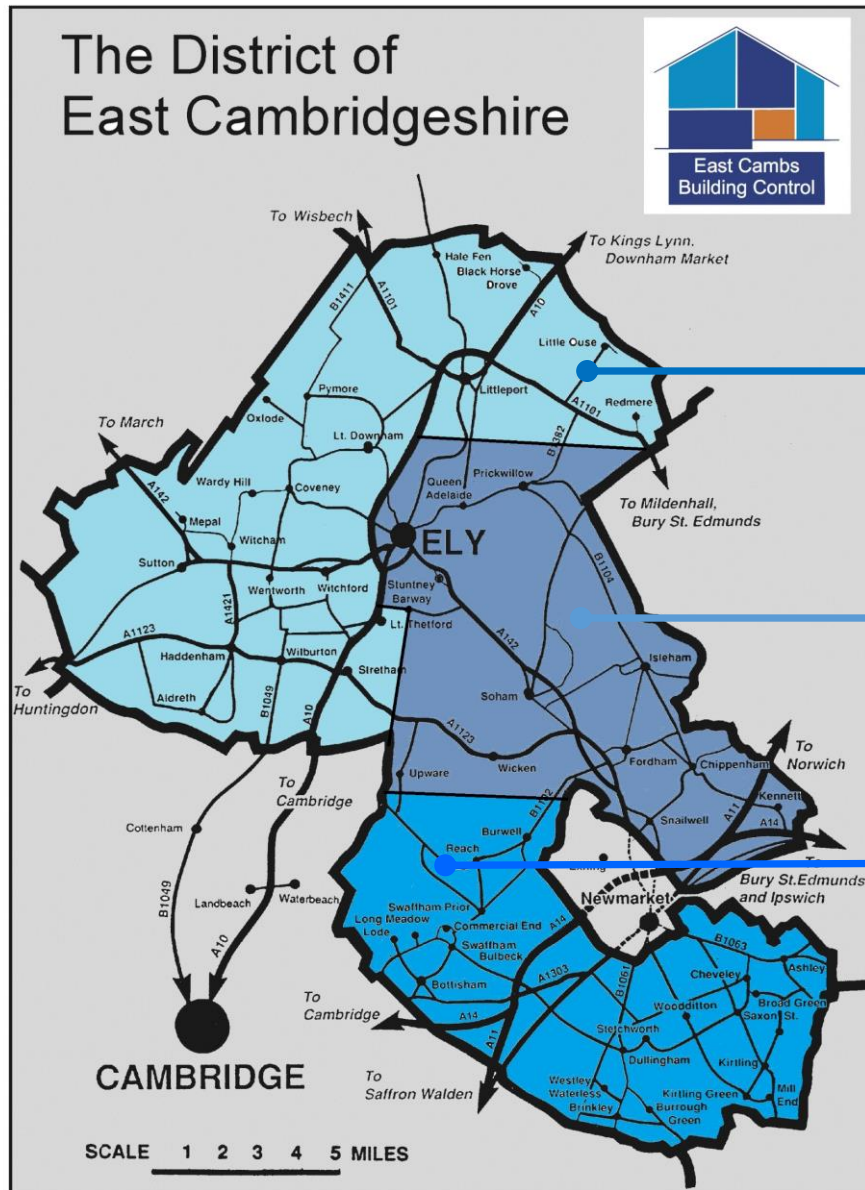 The District of
East Cambridgeshire
East Cambs
Building Control
To Wisbech
To Kings Lynn.
Downham Market
Hale Fen
Black Horse
Drove
B1411
A1101
A10
Little Ouse
Littleport
Pymore
Oxlode
A1101
Redmere
To March
Lt. Downham
B1382
Prickwillow
Queen
Adelaide
Wardy Hill
Coveney
To Mildenhall,
Bury St. Edmunds
A142
Mepal
Witcham
ELY
Sutton
Wentworth
Witchford
Stuntney
Barway
B1104
A1421
Lt. Thetford
A142
A1123
Haddenham
Wilburton
Stretham
Isleham
To
Huntingdon
Aldreth
B1049
A10
Soham
A1123
Wicken
Fordham
Chippenham
To
Norwich
Upware
Kennett
To
Cambridge
B1102
Snailwell
A11
A14
Cottenham
Burwell
Reach
To
Bury St.Edmunds
and Ipswich
B1049
Landbeach
Waterbeach
Newmarket
Swaffham Prior
Long Meadow
Commercial End
Lode
A14
Swaffham
Bulbeck
B1063
A10
Bottisham
A1303
B1061
Cheveley
Ashley
To
Cambridge
A14
Woodditton
Broad Green
Saxon St.
A11
Stetchworth
Dullingham
Kirtling
CAMBRIDGE
To
Saffron Walden
Westley
Waterless
Brinkley
Kirtling Green
Burrough
Green
Mill
End
SCALE 1 2 3 4 5 MILES